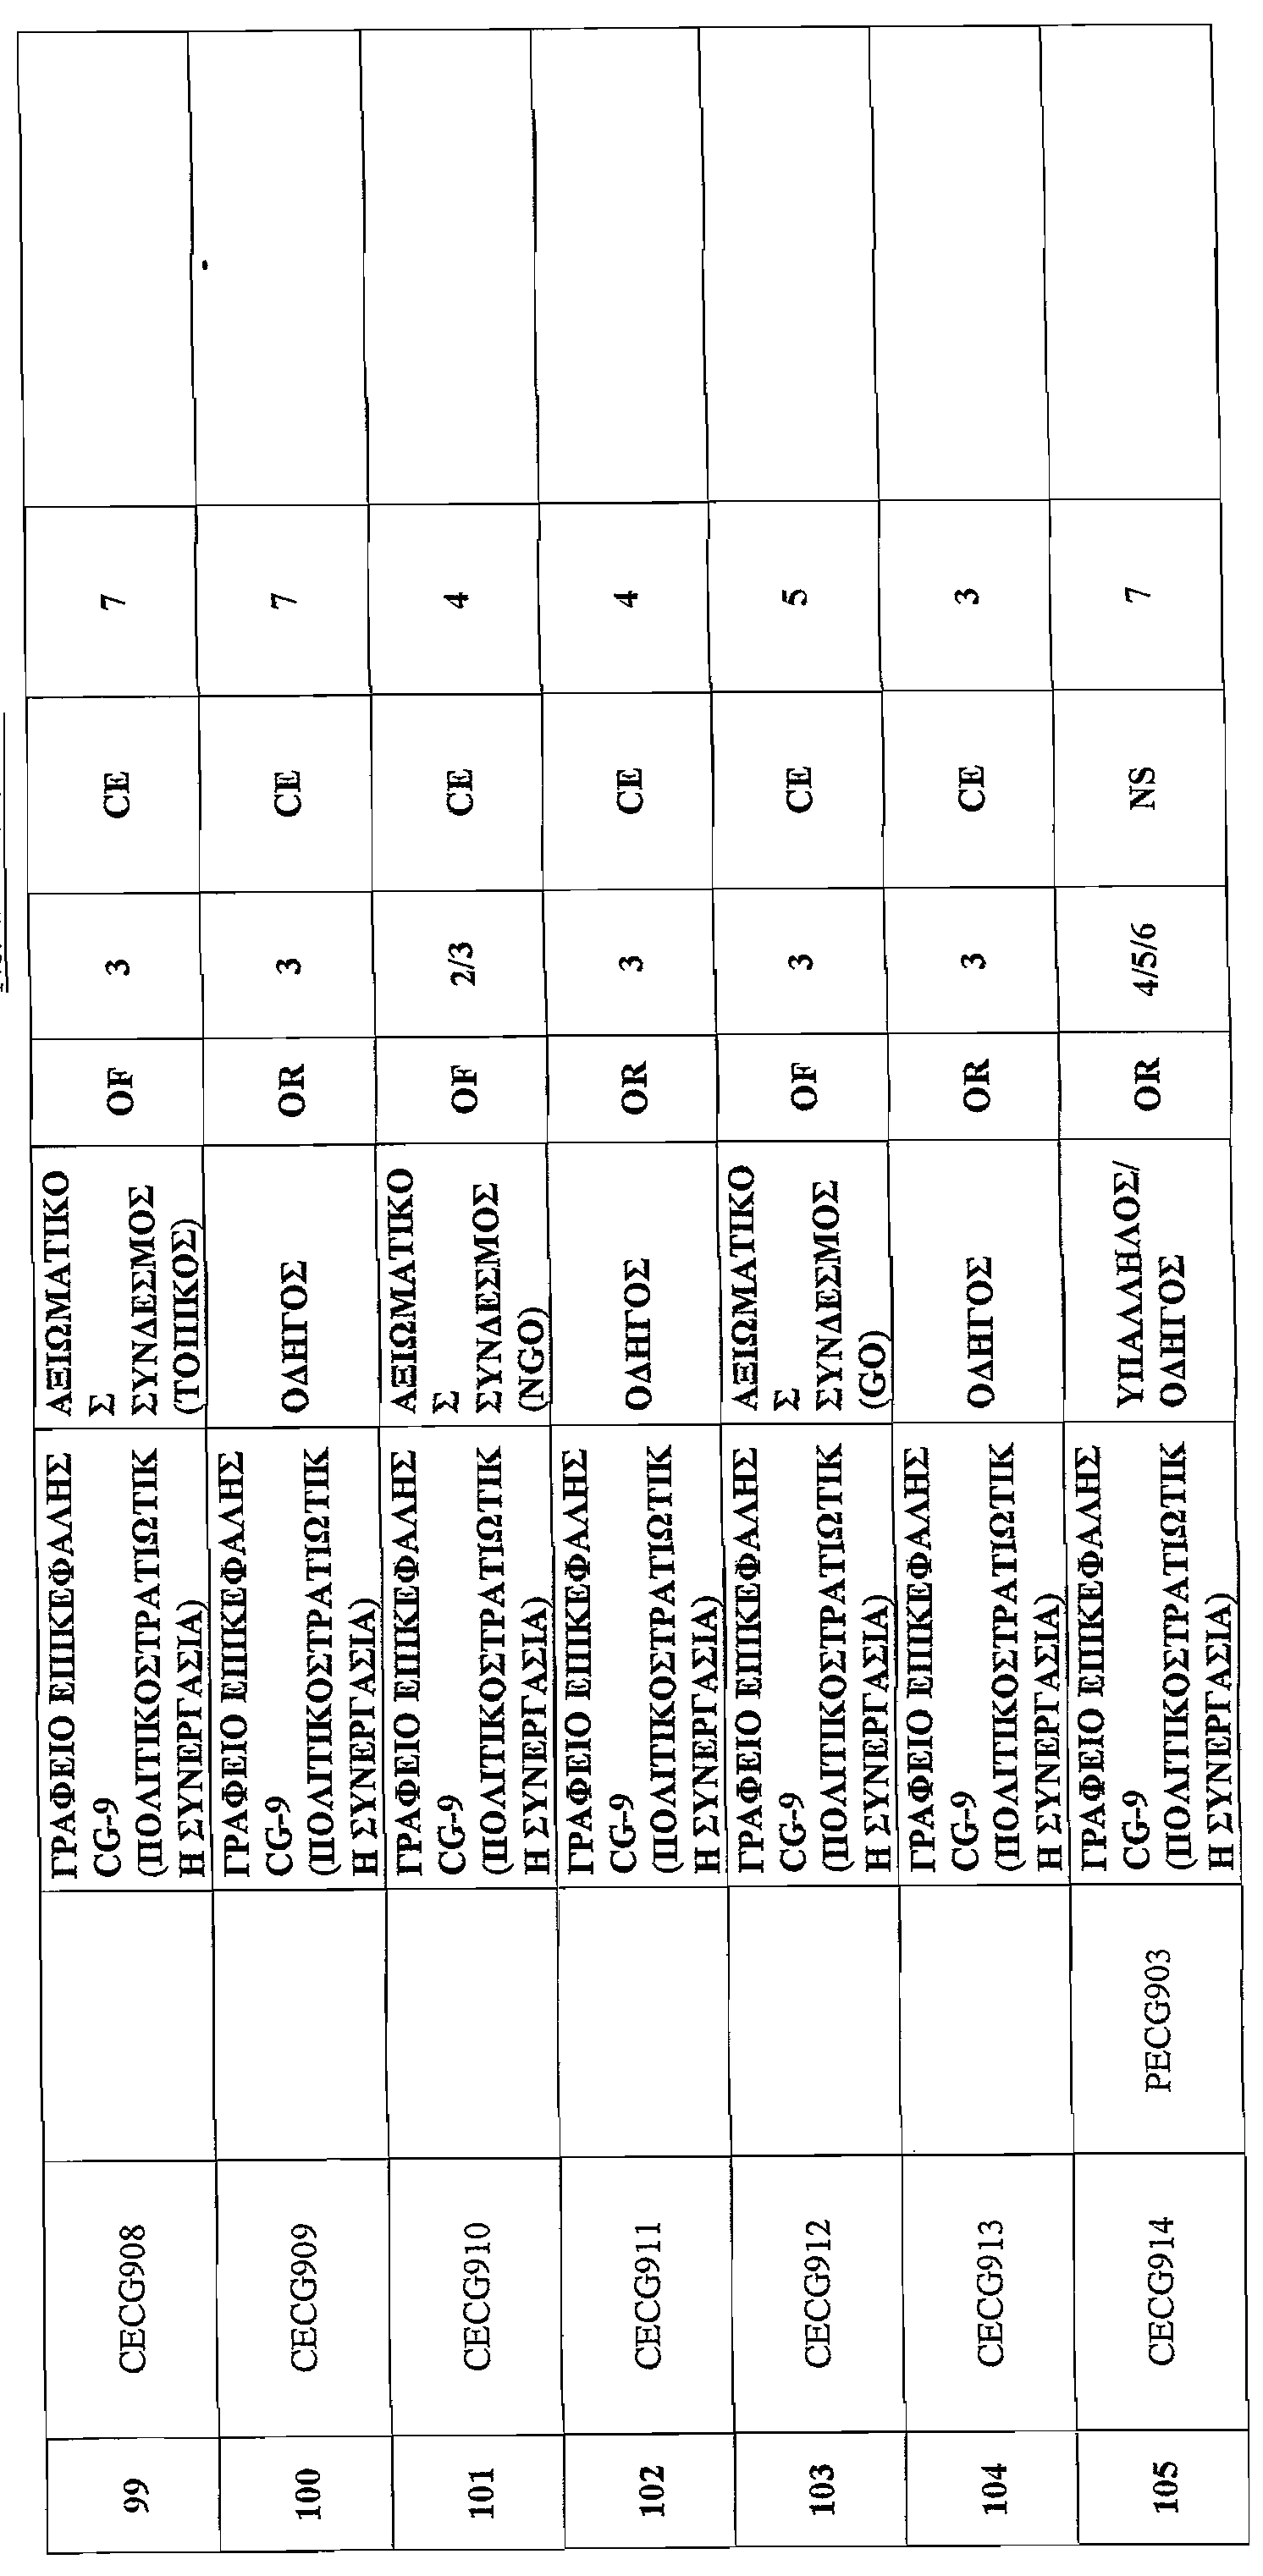 99 CECG908 ΓΡΑΦΕΙΟ ΕΠΙΚΕΦΑΛΗΣ ΑΞΙΩΜΑΤΙΚΟ OF 3 CE 7
CG-9 Σ
(ΠΟΛΙΤΙΚΟΣΤΡΑΤΙΩΤΙΚ ΣΥΝΔΕΣΜΟΣ
Η ΣΥΝΕΡΓΑΣΙΑ) (ΤΟΠΙΚΟΣ)
100 CECG909 ΓΡΑΦΕΙΟ ΕΠΙΚΕΦΑΛΗΣ ΟΔΗΓΟΣ OR 3 CE 7
CG-9
(ΠΟΛΙΤΙΚΟΣΤΡΑΤΙΩΤΙΚ
Η ΣΥΝΕΡΓΑΣΙΑ)
101 CECG910 ΓΡΑΦΕΙΟ ΕΠΙΚΕΦΑΛΗΣ ΑΞΙΩΜΑΤΙΚΟ OF 2/3 CE 4
CG-9 Σ
(ΠΟΛΙΤΙΚΟΣΤΡΑΤΙΩΤΙΚ ΣΥΝΔΕΣΜΟΣ
Η ΣΥΝΕΡΓΑΣΙΑ) (NGO)
102 CECG911 ΓΡΑΦΕΙΟ ΕΠΙΚΕΦΑΛΗΣ ΟΔΗΓΟΣ OR 3 CE 4
CG-9
(ΠΟΛΙΤΙΚΟΣΤΡΑΤΙΩΤΙΚ
Η ΣΥΝΕΡΓΑΣΙΑ)
103 CECG912 ΓΡΑΦΕΙΟ ΕΠΙΚΕΦΑΛΗΣ ΑΞΙΩΜΑΤΙΚΟ OF 3 CE 5
CG-9 Σ
(ΠΟΛΙΤΙΚΟΣΤΡΑΤΙΩΤΙΚ ΣΥΝΔΕΣΜΟΣ
Η ΣΥΝΕΡΓΑΣΙΑ) (GO)
104 CECG913 ΓΡΑΦΕΙΟ ΕΠΙΚΕΦΑΛΗΣ ΟΔΗΓΟΣ OR 3 CE 3
CG-9
(ΠΟΛΙΤΙΚΟΣΤΡΑΤΙΩΤΙΚ
Η ΣΥΝΕΡΓΑΣΙΑ)
105 CECG914 PECG903 ΓΡΑΦΕΙΟ ΕΠΙΚΕΦΑΛΗΣ ΥΠΑΛΛΗΛΟΣ/ OR 4/5/6 NS 7
CG-9 ΟΔΗΓΟΣ
(ΠΟΛΙΤΙΚΟΣΤΡΑΤΙΩΤΙΚ
Η ΣΥΝΕΡΓΑΣΙΑ)